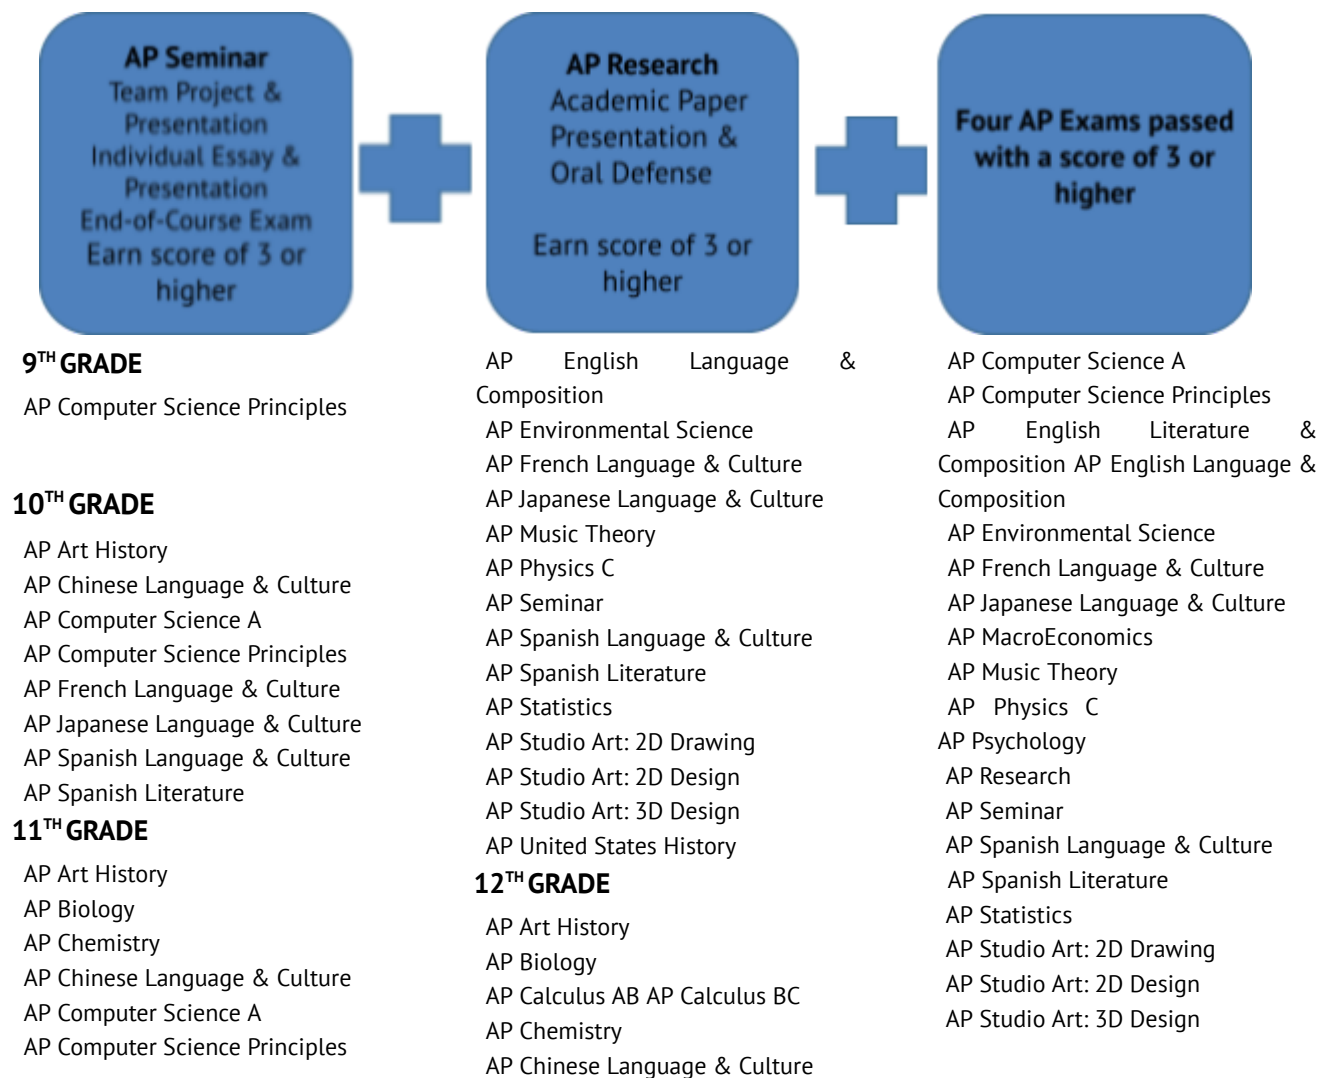 AP Seminar
Team Project &
Presentation
Individual Essay &
Presentation
End-of-Course Exam
Earn score of 3 or
higher
AP Research
Academic Paper
Presentation &
Oral Defense
Earn score of 3 or
higher
Four AP Exams passed
with a score of 3 or
higher
9TH GRADE
AP Computer Science Principles
10TH GRADE
AP Art History
AP Chinese Language & Culture
AP Computer Science A
AP Computer Science Principles
AP French Language & Culture
AP Japanese Language & Culture
AP Spanish Language & Culture
AP Spanish Literature
11TH GRADE
AP Art History
AP Biology
AP Chemistry
AP Chinese Language & Culture
AP Computer Science A
AP Computer Science Principles
AP English Language &
Composition
AP Environmental Science
AP French Language & Culture
AP Japanese Language & Culture
AP Music Theory
AP Physics C
AP Seminar
AP Spanish Language & Culture
AP Spanish Literature
AP Statistics
AP Studio Art: 2D Drawing
AP Studio Art: 2D Design
AP Studio Art: 3D Design
AP United States History
12TH GRADE
AP Art History
AP Biology
AP Calculus AB AP Calculus BC
AP Chemistry
AP Chinese Language & Culture
AP Computer Science A
AP Computer Science Principles
AP English Literature &
Composition AP English Language &
Composition
AP Environmental Science
AP French Language & Culture
AP Japanese Language & Culture
AP MacroEconomics
AP Music Theory
AP Physics C
AP Psychology
AP Research
AP Seminar
AP Spanish Language & Culture
AP Spanish Literature
AP Statistics
AP Studio Art: 2D Drawing
AP Studio Art: 2D Design
AP Studio Art: 3D Design